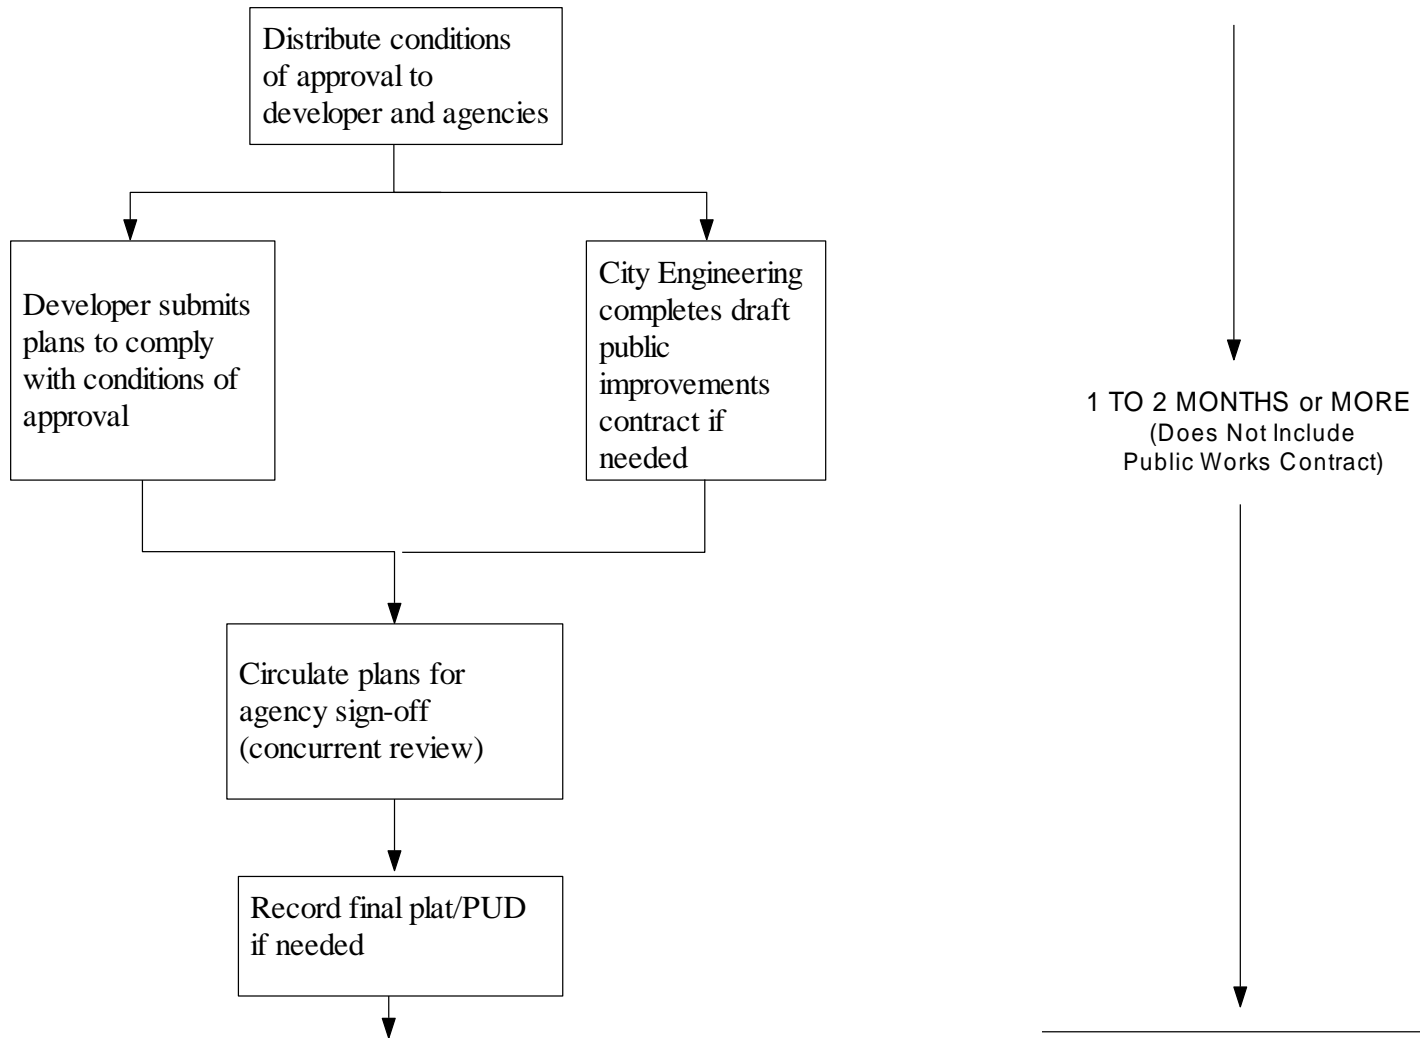 Distribute conditions
of approval to
developer and agencies
Developer submits
plans to comply
with conditions of
approval
City Engineering
completes draft
public
improvements
contract if
needed
1 TO 2 MONTHS or MORE
(Does Not Include
Public Works Contract)
Circulate plans for
agency sign-off
(concurrent review)
Record final plat/PUD
if needed